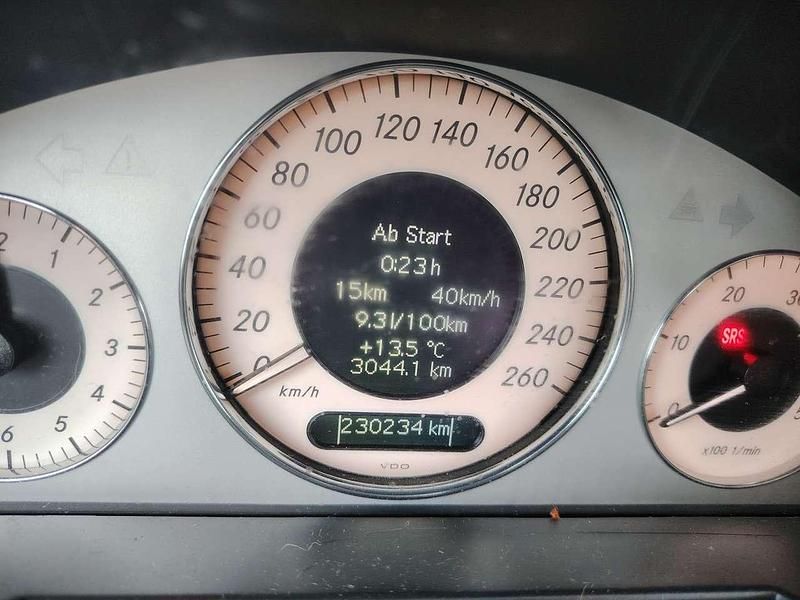 Ab Start
0:23h
15km 40km/h
9.3l/100km
+13.5 °C
3044.1 km
0 20 40 60 80 100 120 140 160 180 200 220 240 260
km/h
230234 km
VDO
1 2 3 4 5 6
0 10 20
SRS
x100 1/min